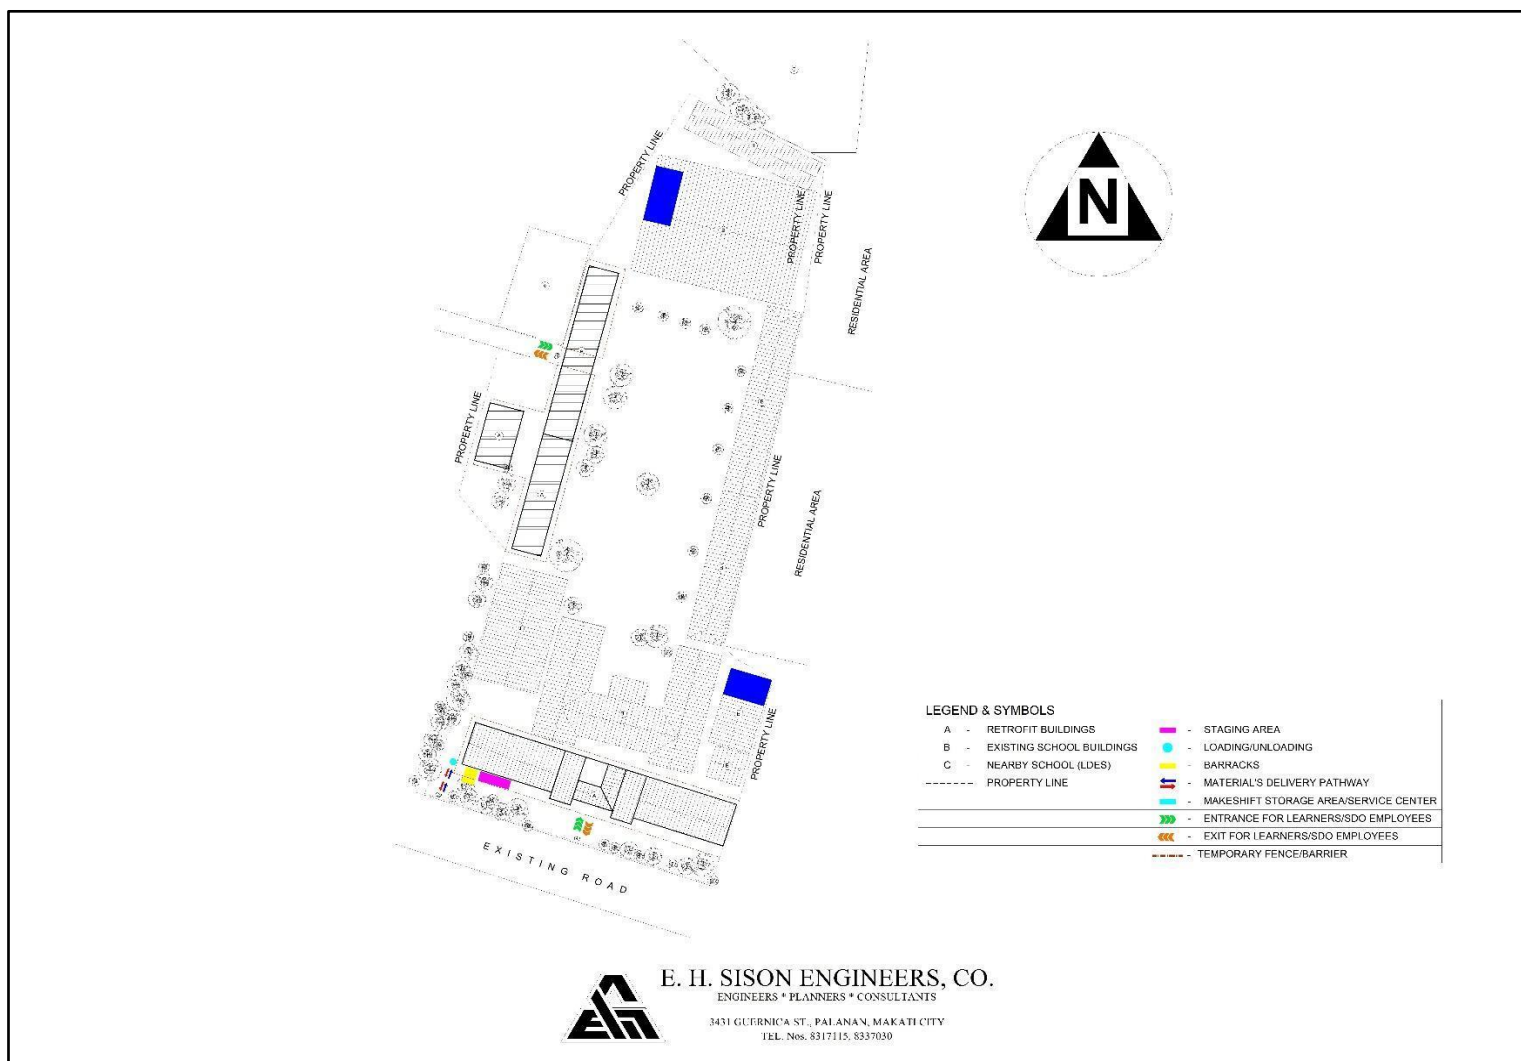 PROPERTY LINE
PROPERTY LINE
PROPERTY LINE
N
RESIDENTIAL AREA
PROPERTY LINE
PROPERTY LINE
RESIDENTIAL AREA
PROPERTY LINE
EXISTING ROAD
LEGEND & SYMBOLS
A - RETROFIT BUILDINGS
B - EXISTING SCHOOL BUILDINGS
C - NEARBY SCHOOL (LDES)
PROPERTY LINE
- STAGING AREA
- LOADING/UNLOADING
- BARRACKS
- MATERIAL'S DELIVERY PATHWAY
- MAKESHIFT STORAGE AREA/SERVICE CENTER
- ENTRANCE FOR LEARNERS/SDO EMPLOYEES
- EXIT FOR LEARNERS/SDO EMPLOYEES
- TEMPORARY FENCE/BARRIER
E. H. SISON ENGINEERS, CO.
ENGINEERS * PLANNERS * CONSULTANTS
3431 GUERNICA ST., PALANAN, MAKATI CITY
TEL. Nos. 8317115, 8337030